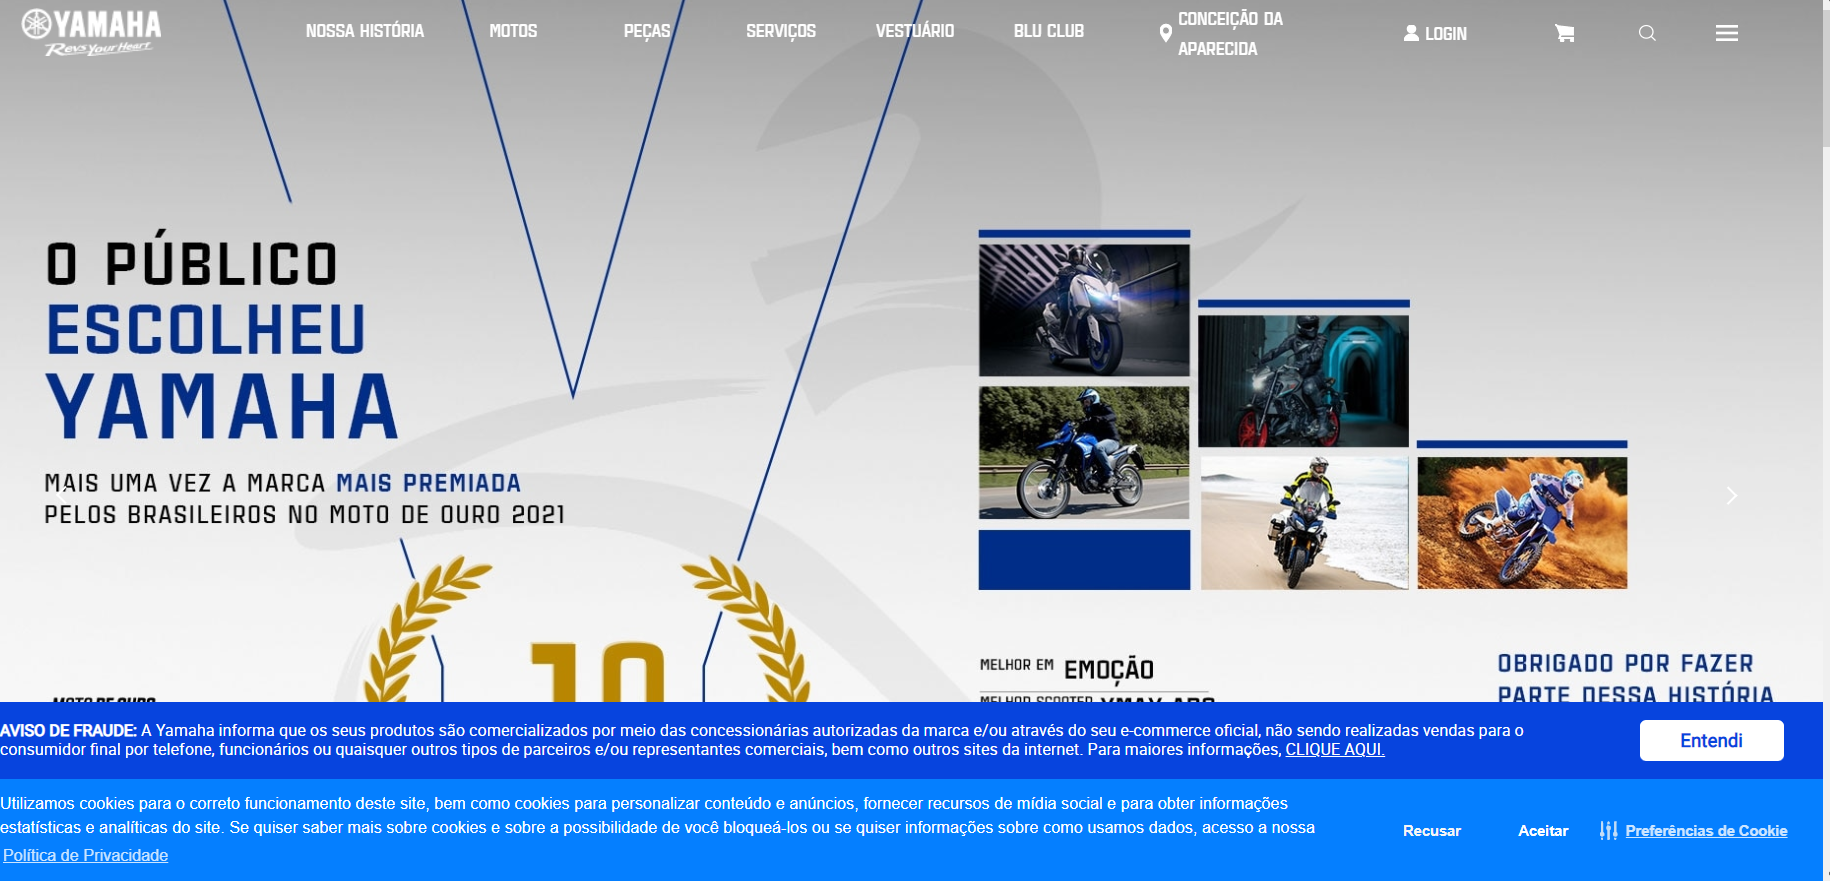 YAMAHA
Revs Your Heart
NOSSA HISTÓRIA
MOTOS
PEÇAS
SERVIÇOS
VESTUÁRIO
BLU CLUB
CONCEIÇÃO DA
APARECIDA
LOGIN
O PÚBLICO
ESCOLHEU
YAMAHA
MAIS UMA VEZ A MARCA MAIS PREMIADA
PELOS BRASILEIROS NO MOTO DE OURO 2021
10
MOTO DE OURO
MELHOR EM EMOÇÃO
MELHOR SCOOTER XMAX ABS
OBRIGADO POR FAZER
PARTE DESSA HISTÓRIA
AVISO DE FRAUDE: A Yamaha informa que os seus produtos são comercializados por meio das concessionárias autorizadas da marca e/ou através do seu e-commerce oficial, não sendo realizadas vendas para o
consumidor final por telefone, funcionários ou quaisquer outros tipos de parceiros e/ou representantes comerciais, bem como outros sites da internet. Para maiores informações, CLIQUE AQUI.
Entendi
Utilizamos cookies para o correto funcionamento deste site, bem como cookies para personalizar conteúdo e anúncios, fornecer recursos de mídia social e para obter informações
estatísticas e analíticas do site. Se quiser saber mais sobre cookies e sobre a possibilidade de você bloqueá-los ou se quiser informações sobre como usamos dados, acesso a nossa
Política de Privacidade
Recusar
Aceitar
Preferências de Cookie